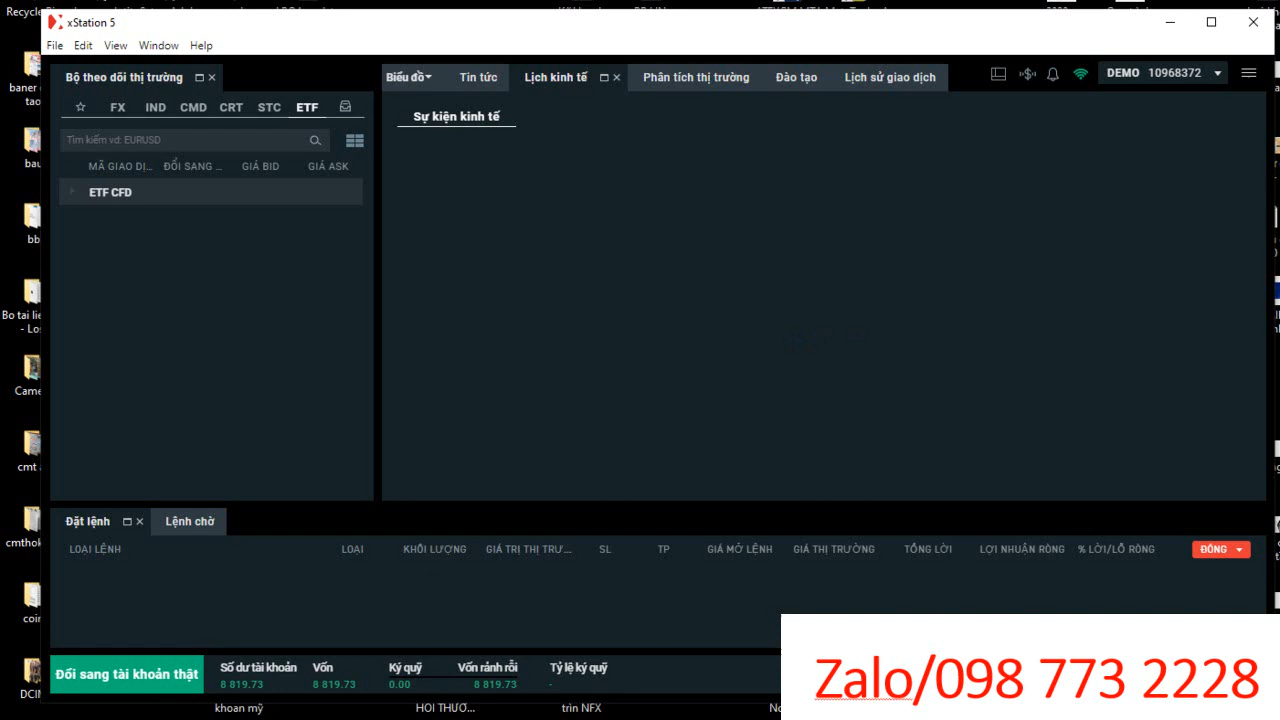 Recycle
xStation 5
File Edit View Window Help
Bộ theo dõi thị trường
Biểu đồ Tin tức Lịch kinh tế Phân tích thị trường Đào tạo Lịch sử giao dịch
DEMO 10968372
FX IND CMD CRT STC ETF
Sự kiện kinh tế
Tìm kiếm vd: EURUSD
MÃ GIAO DỊ... ĐỔI SANG ... GIÁ BID GIÁ ASK
ETF CFD
baner
tao
bau
bb
Bo tai lie
- Los
Came
cmt
cmthok
coin
DCIM
Đặt lệnh Lệnh chờ
LOẠI LỆNH LOẠI KHỐI LƯỢNG GIÁ TRỊ THỊ TRƯ... SL TP GIÁ MỞ LỆNH GIÁ THỊ TRƯỜNG TỔNG LỜI LỢI NHUẬN RÒNG % LỜI/LỖ RÒNG ĐÓNG
Đổi sang tài khoản thật
Số dư tài khoản Vốn Ký quỹ Vốn rảnh rỗi Tỷ lệ ký quỹ
8 819.73 8 819.73 0.00 8 819.73 -
Zalo/098 773 2228
khoan mỹ HOI THƯƠ... trìn NFX